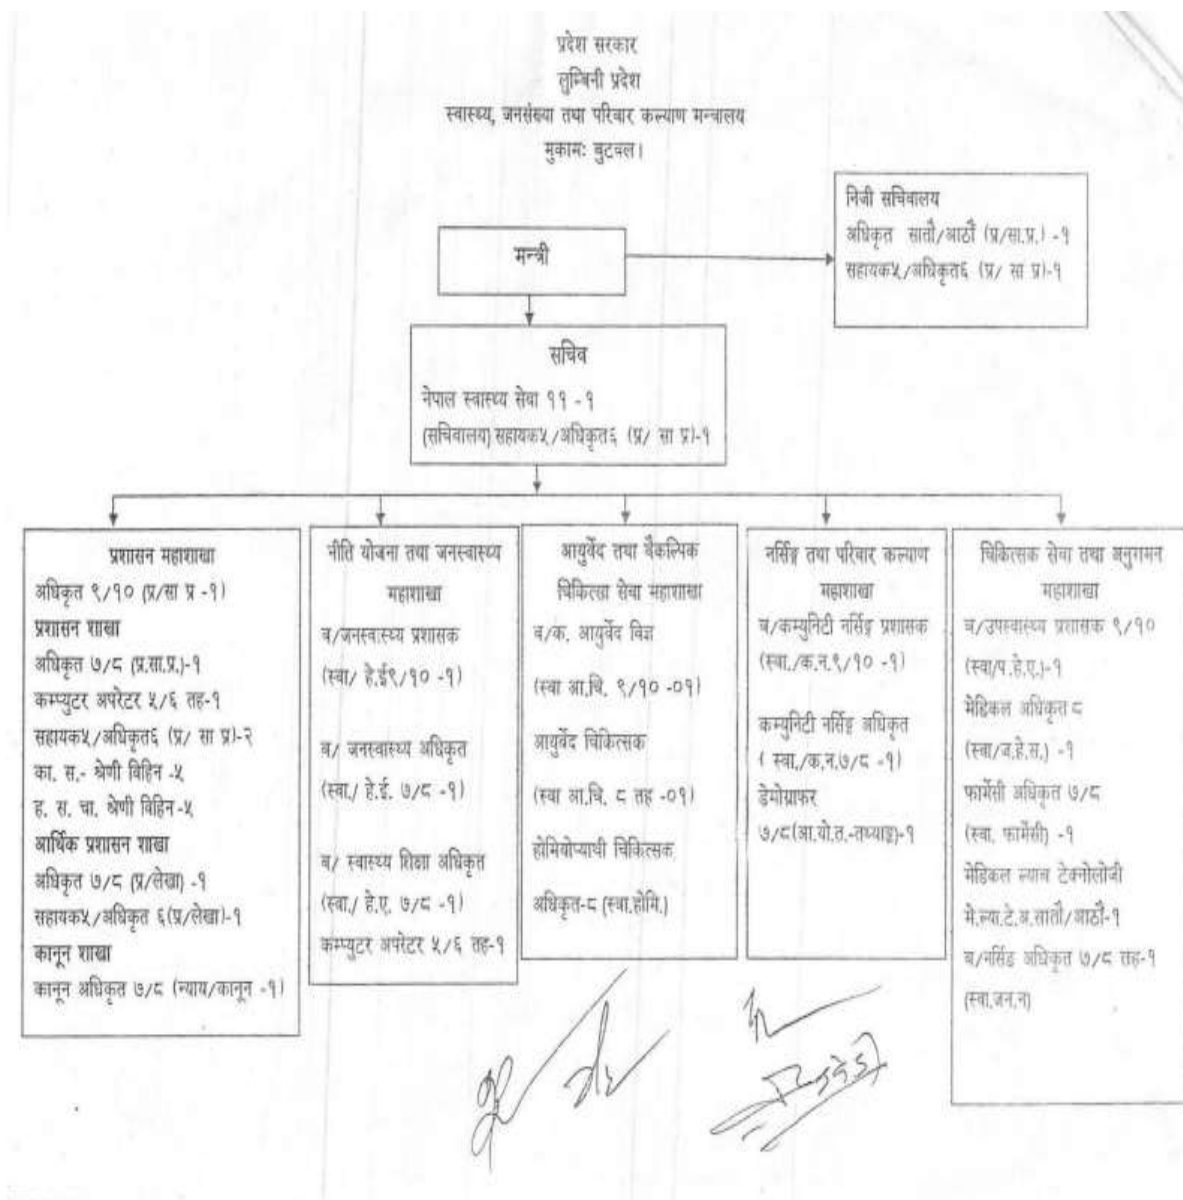 प्रदेश सरकार
लुम्बिनी प्रदेश
स्वास्थ्य, जनसंख्या तथा परिवार कल्याण मन्त्रालय
मुकामः बुटवल।
निजी सचिवालय
अधिकृत सातौ/आठौं (प्र/सा.प्र.) -१
सहायक५/अधिकृत६ (प्र/ सा प्र)-१
मन्त्री
सचिव
नेपाल स्वास्थ्य सेवा ११ -१
(सचिवालय) सहायक५/अधिकृत६ (प्र/ सा प्र)-१
प्रशासन महाशाखा
अधिकृत ९/१० (प्र/सा प्र -१)
प्रशासन शाखा
अधिकृत ७/८ (प्र.सा.प्र.)-१
कम्प्युटर अपरेटर ५/६ तह-१
सहायक५/अधिकृत६ (प्र/ सा प्र)-२
का. स.- श्रेणी विहिन -५
ह. स. चा. श्रेणी विहिन-५
आर्थिक प्रशासन शाखा
अधिकृत ७/८ (प्र/लेखा) -१
सहायक५/अधिकृत ६(प्र/लेखा)-१
कानून शाखा
कानून अधिकृत ७/८ (न्याय/कानून -१)
नीति योजना तथा जनस्वास्थ्य
महाशाखा
ब/जनस्वास्थ्य प्रशासक
(स्वा/ हे.ई९/१० -१)
ब/ जनस्वास्थ्य अधिकृत
(स्वा./ हे.ई. ७/८ -१)
ब/ स्वास्थ्य शिक्षा अधिकृत
(स्वा./ हे.ए. ७/८ -१)
कम्प्युटर अपरेटर ५/६ तह-१
आयुर्वेद तथा वैकल्पिक
चिकित्सा सेवा महाशाखा
ब/क. आयुर्वेद विज्ञ
(स्वा आ.चि. ९/१० -०१)
आयुर्वेद चिकित्सक
(स्वा आ.चि. ८ तह -०१)
होमियोप्याथी चिकित्सक
अधिकृत-८ (स्वा.होमि.)
नर्सिङ्ग तथा परिवार कल्याण
महाशाखा
ब/कम्युनिटी नर्सिङ्ग प्रशासक
(स्वा./क.न.९/१० -१)
कम्युनिटी नर्सिङ्ग अधिकृत
( स्वा./क.न.७/८ -१)
डेमोग्राफर
७/८(आ.यो.त.-तथ्याङ्क)-१
चिकित्सक सेवा तथा अनुगमन
महाशाखा
ब/उपस्वास्थ्य प्रशासक ९/१०
(स्वा/प.हे.ए.)-१
मेडिकल अधिकृत ८
(स्वा/ज.हे.स.) -१
फार्मेसी अधिकृत ७/८
(स्वा. फार्मेसी) -१
मेडिकल ल्याब टेक्नोलोजी
मे.ल्या.टे.अ.सातौ/आठौं-१
ब/नर्सिङ अधिकृत ७/८ तह-१
(स्वा.जन.न)